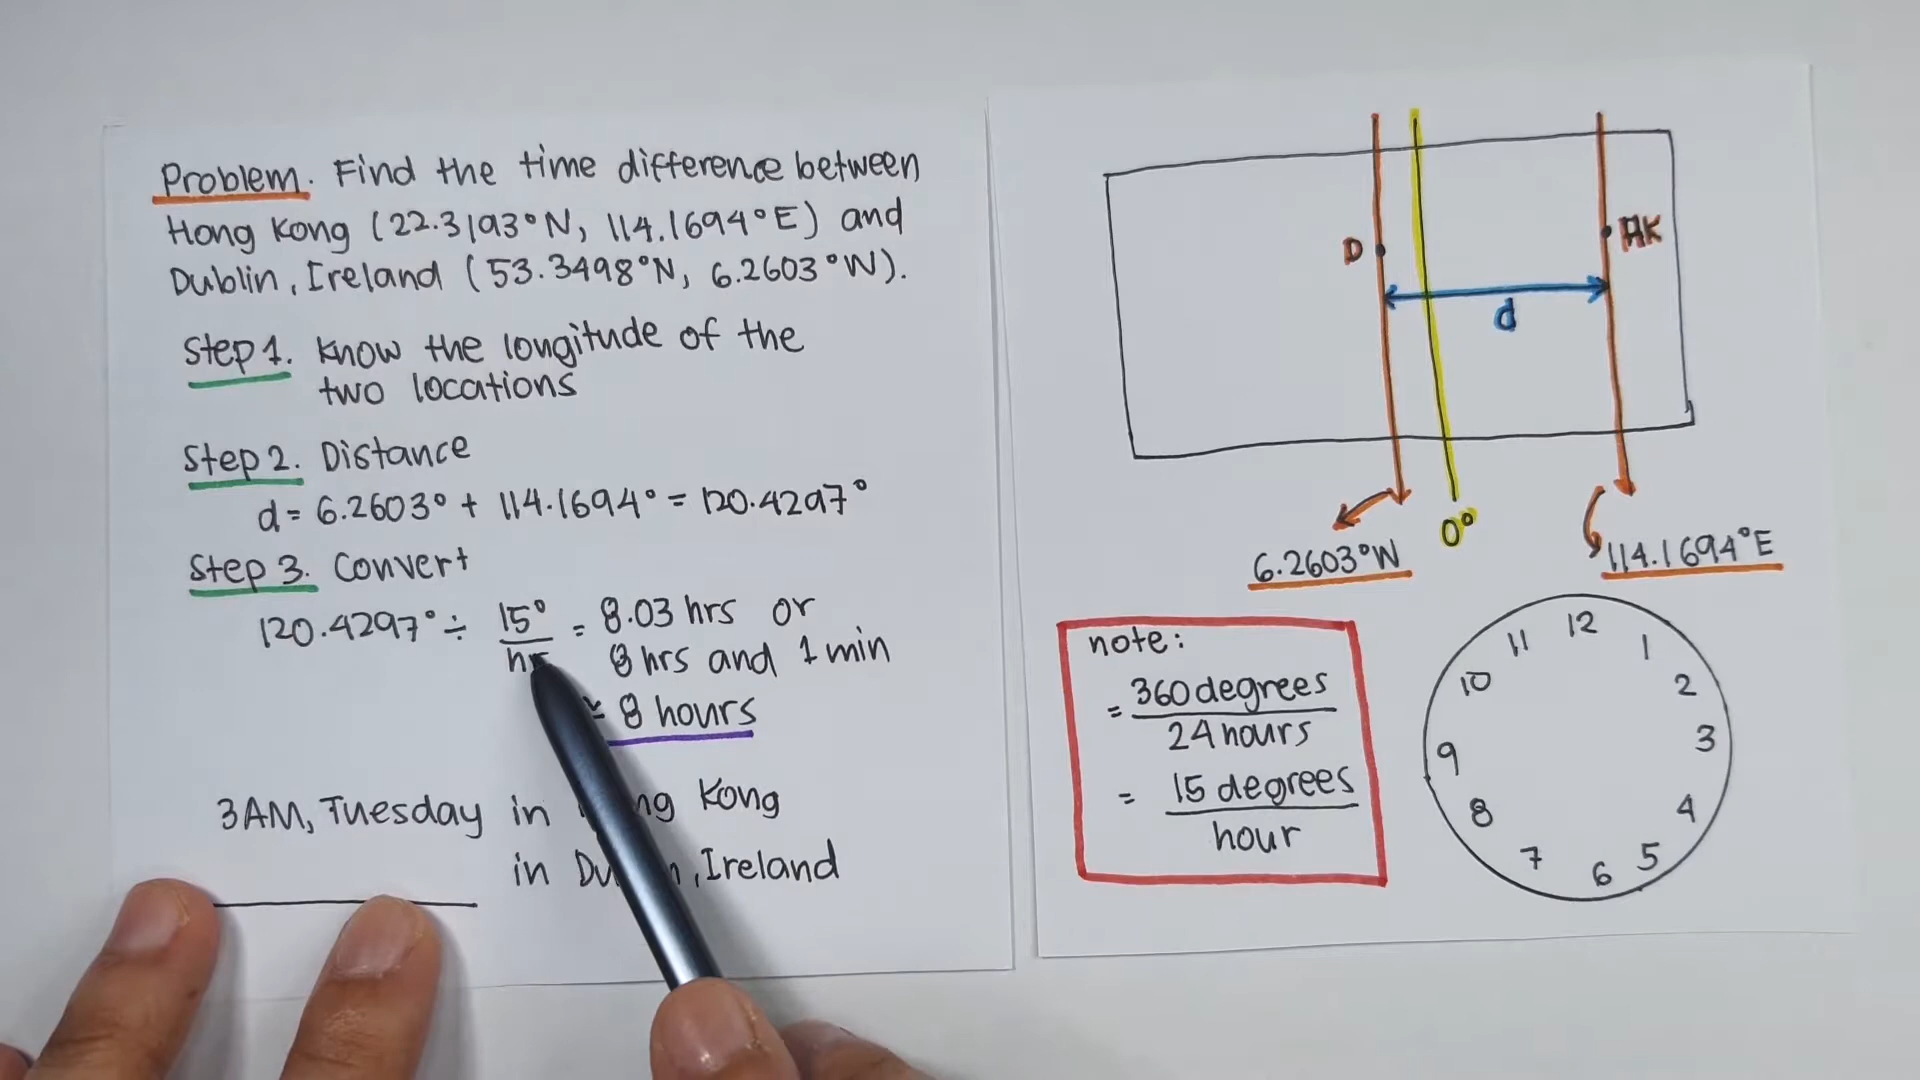 Problem. Find the time difference between
Hong Kong (22.3193°N, 114.1694°E) and
Dublin, Ireland (53.3498°N, 6.2603°W).
Step 1. Know the longitude of the
two locations
Step 2. Distance
d = 6.2603° + 114.1694° = 120.4297°
Step 3. Convert
120.4297° ÷ 15° = 8.03 hrs or
hr 8 hrs and 1 min
≃ 8 hours
3AM, Tuesday in Kong
in Ireland
D
HK
d
0°
6.2603°W
114.1694°E
note:
= 360 degrees
24 hours
= 15 degrees
hour
12
11
1
10
2
9
3
8
4
7
5
6